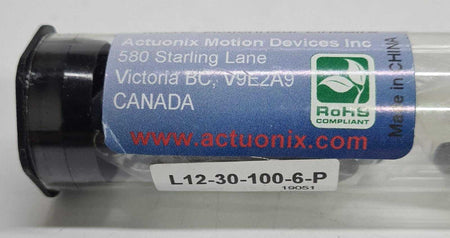 Actuonix Motion Devices Inc
580 Starling Lane
Victoria BC, V9E2A9
CANADA
RoHS
COMPLIANT
Made in CHINA
www.actuonix.com
L12-30-100-6-P
19051